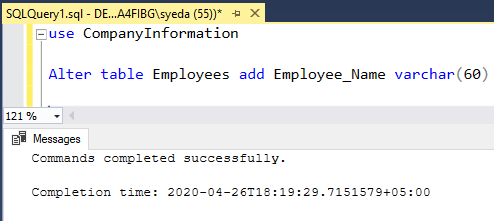 SQLQuery1.sql - DE...A4FIBG\syeda (55))*
use CompanyInformation
Alter table Employees add Employee_Name varchar(60)
121 %
Messages
Commands completed successfully.
Completion time: 2020-04-26T18:19:29.7151579+05:00